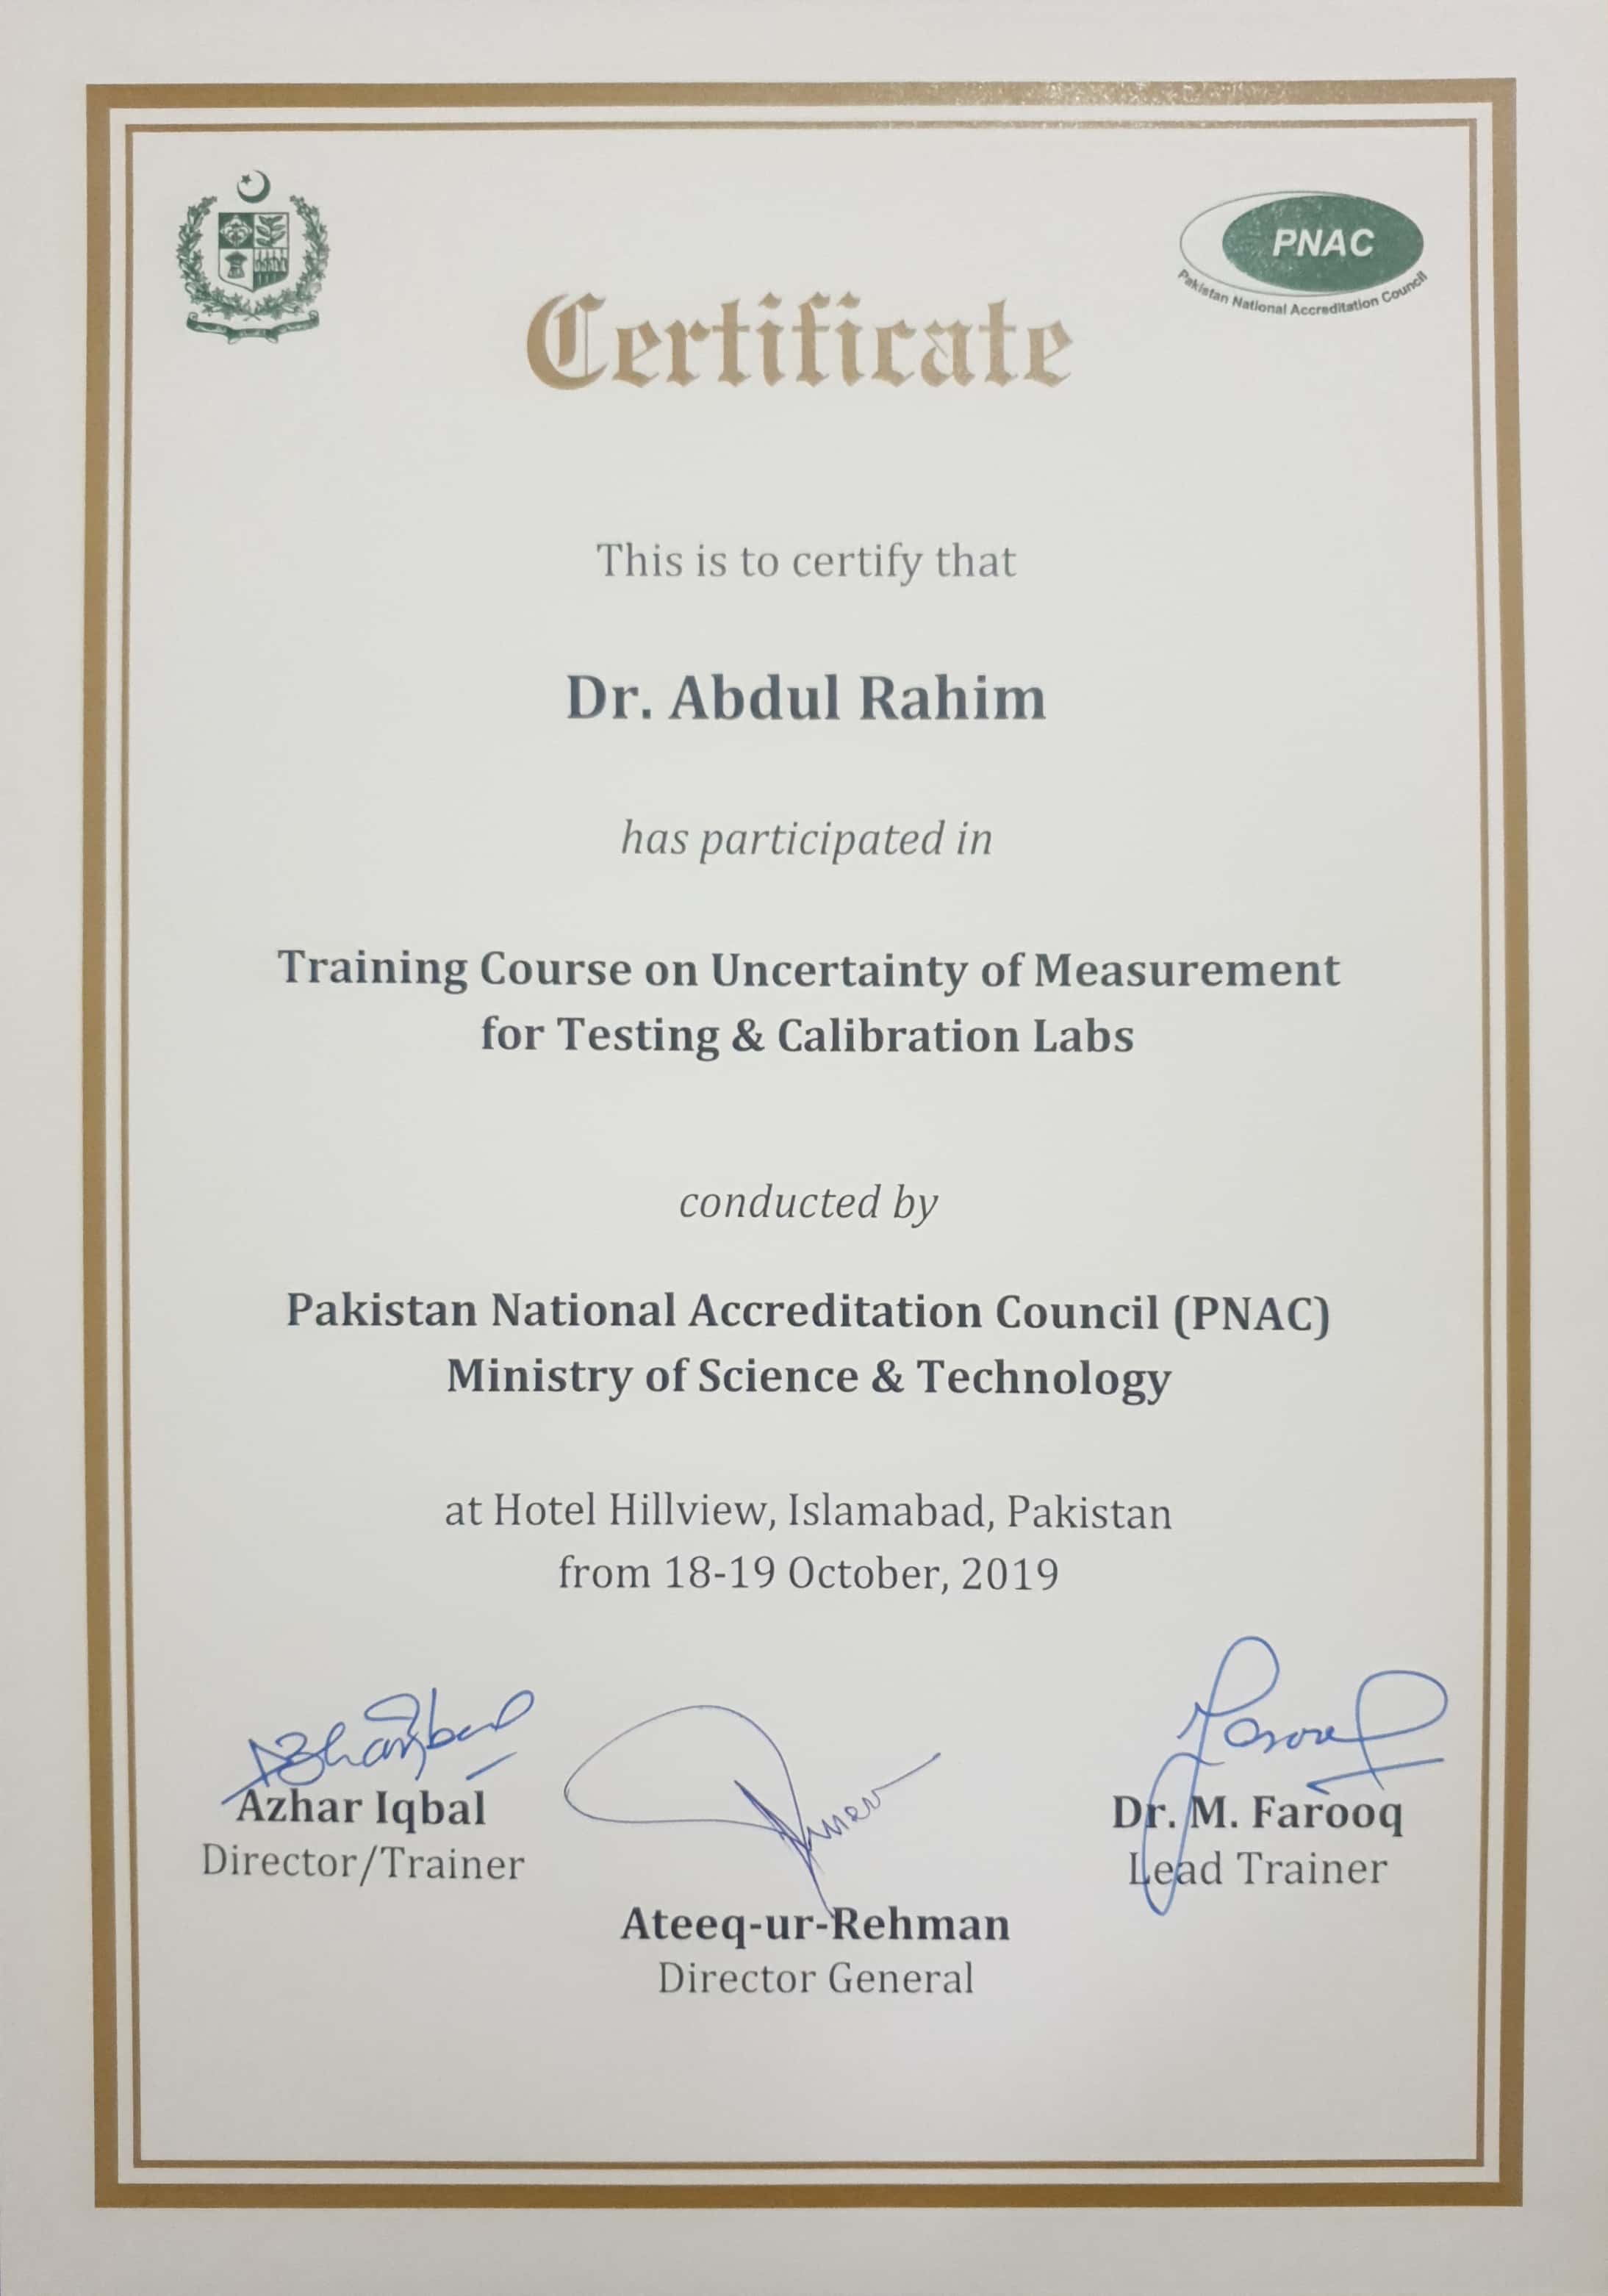 PNAC
Pakistan National Accreditation Council
Certificate
This is to certify that
Dr. Abdul Rahim
has participated in
Training Course on Uncertainty of Measurement
for Testing & Calibration Labs
conducted by
Pakistan National Accreditation Council (PNAC)
Ministry of Science & Technology
at Hotel Hillview, Islamabad, Pakistan
from 18-19 October, 2019
Azhar Iqbal
Director/Trainer
Dr. M. Farooq
Lead Trainer
Ateeq-ur-Rehman
Director General